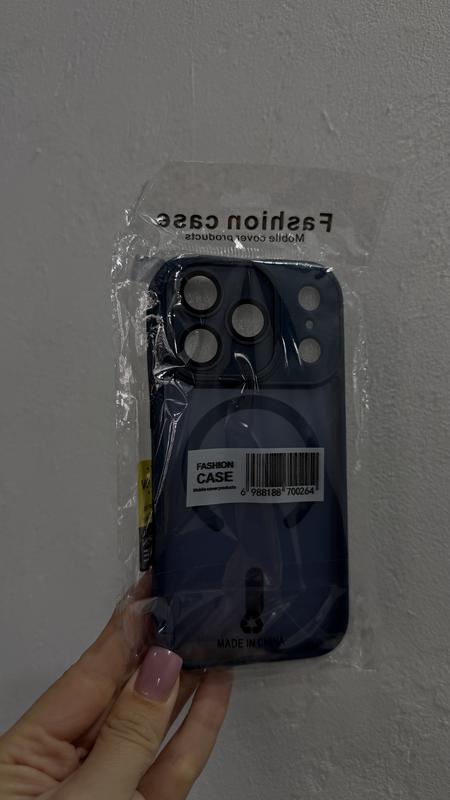 Fashion case
Mobile cover products
FASHION
CASE
Mobile cover products
6 988188 700264
MADE IN CHINA